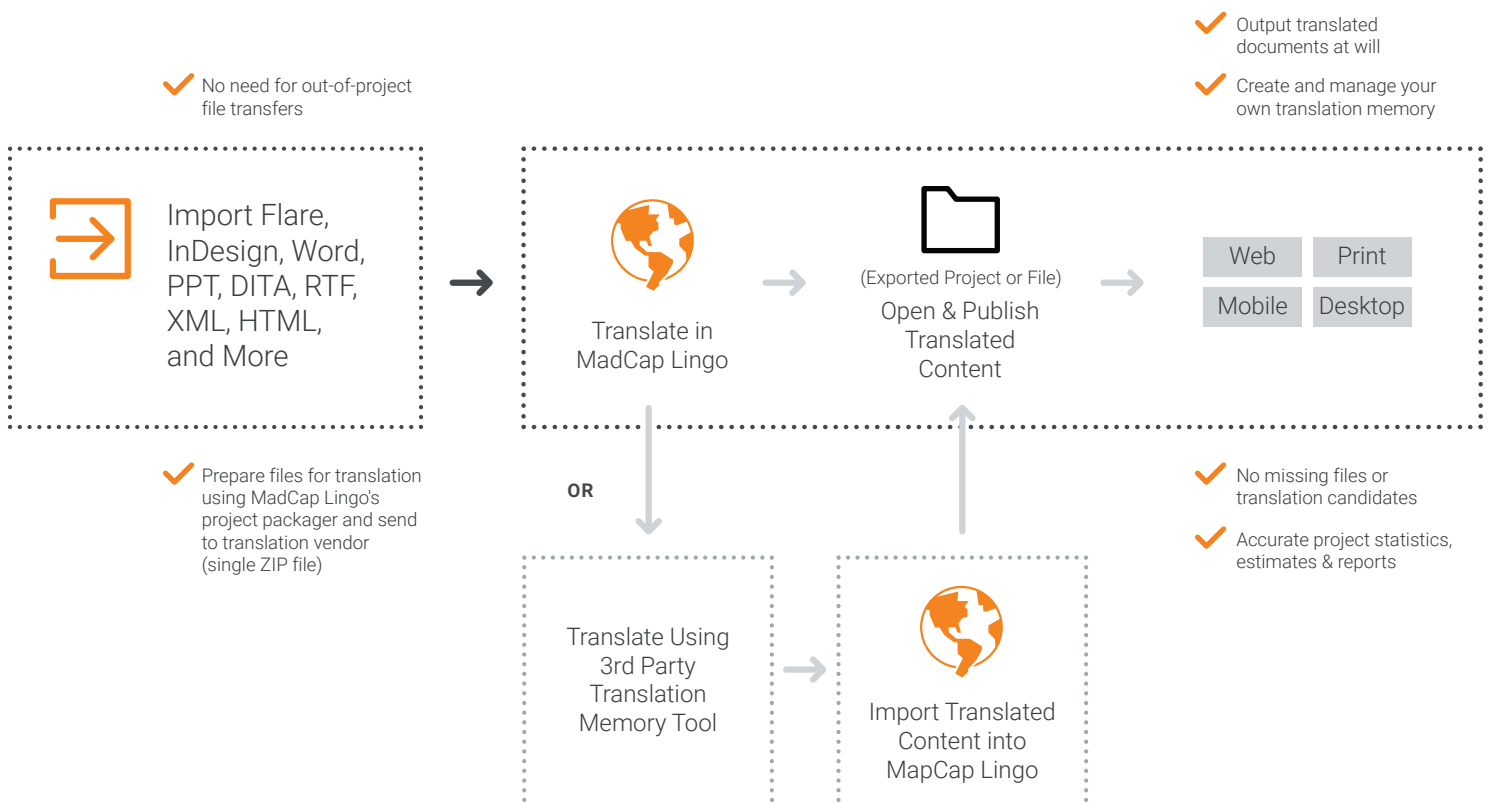 No need for out-of-project
file transfers
Output translated
documents at will
Create and manage your
own translation memory
Import Flare,
InDesign, Word,
PPT, DITA, RTF,
XML, HTML,
and More
Translate in
MadCap Lingo
(Exported Project or File)
Open & Publish
Translated
Content
Web
Print
Mobile
Desktop
Prepare files for translation
using MadCap Lingo's
project packager and send
to translation vendor
(single ZIP file)
OR
No missing files or
translation candidates
Accurate project statistics,
estimates & reports
Translate Using
3rd Party
Translation
Memory Tool
Import Translated
Content into
MapCap Lingo